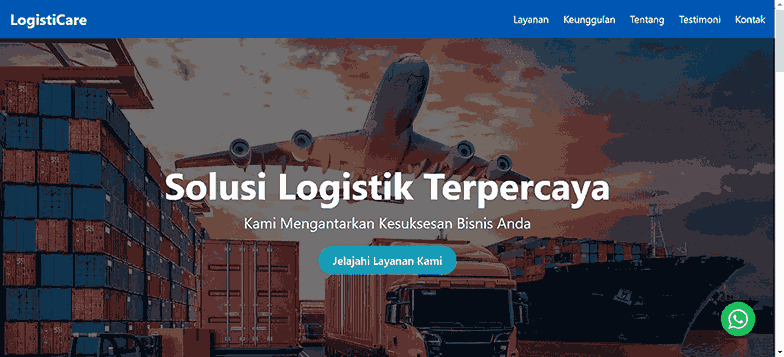 LogistiCare
Layanan Keunggulan Tentang Testimoni Kontak
Solusi Logistik Terpercaya
Kami Mengantarkan Kesuksesan Bisnis Anda
Jelajahi Layanan Kami